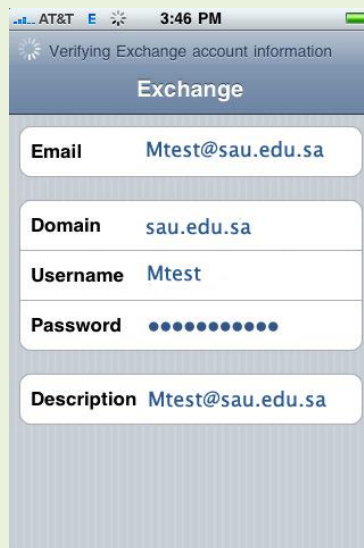 AT&T E 3:46 PM
Verifying Exchange account information
Exchange
Email Mtest@sau.edu.sa
Domain sau.edu.sa
Username Mtest
Password ●●●●●●●●●●●
Description Mtest@sau.edu.sa